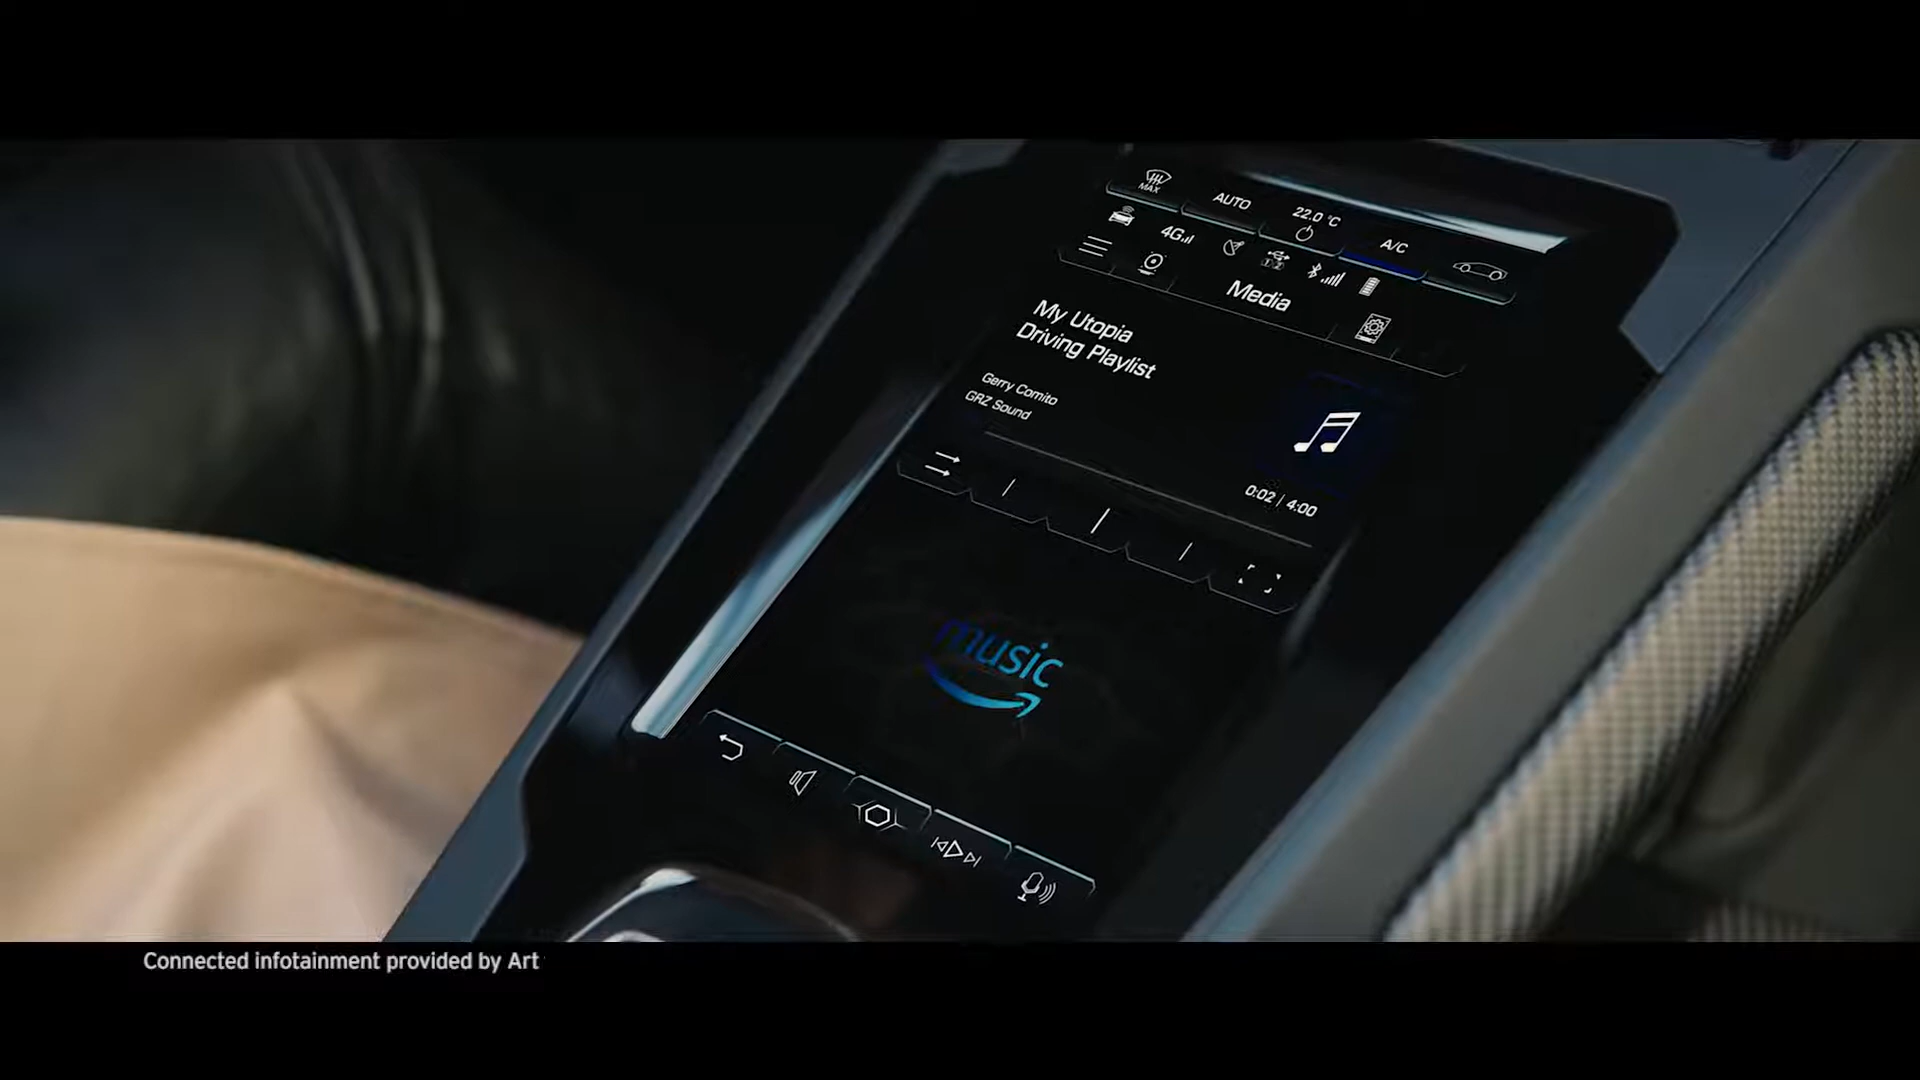 MAX
AUTO
22.0 °C
A/C
4G
Media
My Utopia
Driving Playlist
Gerry Comito
GRZ Sound
0:02 | 4:00
music
Connected infotainment provided by Art